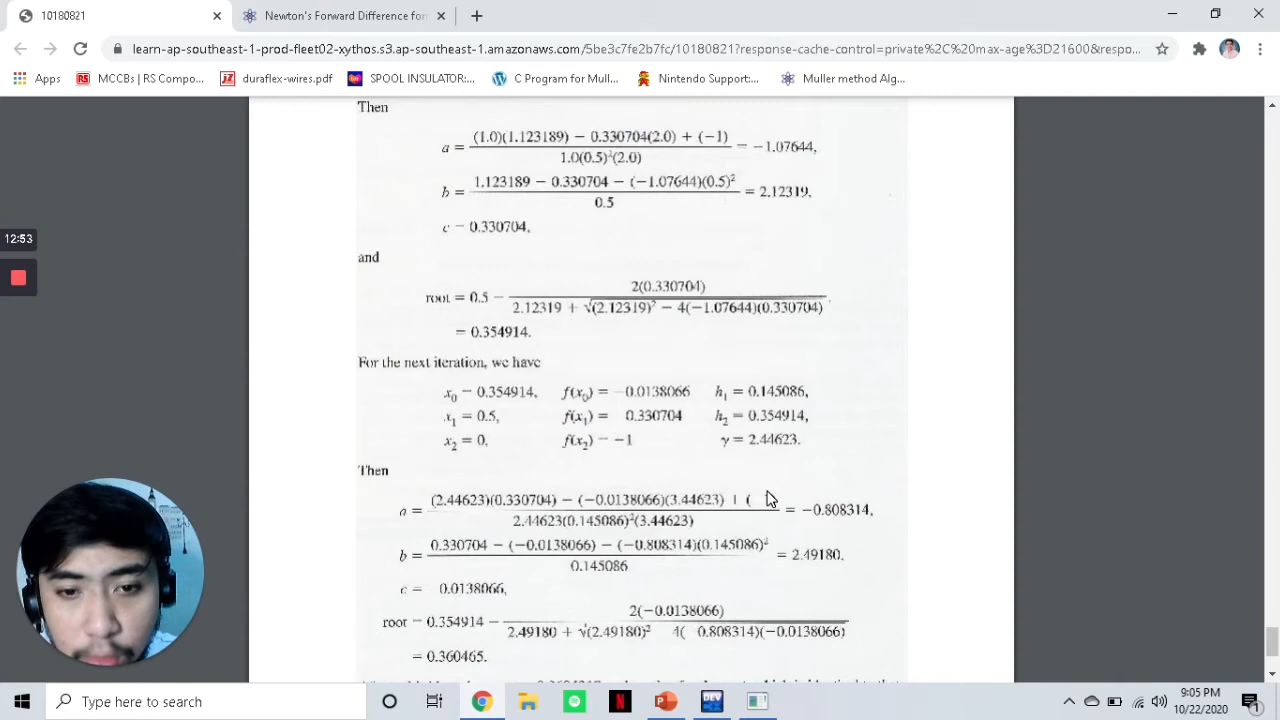 10180821
Newton's Forward Difference for
learn-ap-southeast-1-prod-fleet02-xythos.s3.ap-southeast-1.amazonaws.com/5be3c7fe2b7fc/10180821?response-cache-control=private%2C%20max-age%3D21600&respo...
Apps RS MCCBs | RS Compo... duraflex-wires.pdf SPOOL INSULATOR:... C Program for Mull... Nintendo Support:... Muller method Alg...
Then
a = (1.0)(1.123189) − 0.330704(2.0) + (−1) / 1.0(0.5)²(2.0) = −1.07644,
b = 1.123189 − 0.330704 − (−1.07644)(0.5)² / 0.5 = 2.12319,
c − 0.330704,
and
root = 0.5 − 2(0.330704) / 2.12319 + √(2.12319)² − 4(−1.07644)(0.330704)
= 0.354914.
For the next iteration, we have
x₀ − 0.354914, f(x₀) = −0.0138066 h₁ = 0.145086,
x₁ = 0.5, f(x₁) = 0.330704 h₂ = 0.354914,
x₂ = 0, f(x₂) − −1 γ = 2.44623.
Then
a = (2.44623)(0.330704) − (−0.0138066)(3.44623) + ( / 2.44623(0.145086)²(3.44623) = −0.808314,
b = 0.330704 − (−0.0138066) − (−0.808314)(0.145086)² / 0.145086 = 2.49180,
c = 0.0138066,
root − 0.354914 − 2(−0.0138066) / 2.49180 + √(2.49180)² 4( 0.808314)(−0.0138066)
= 0.360465.
12:53
Type here to search
DEV
9:05 PM
10/22/2020
1